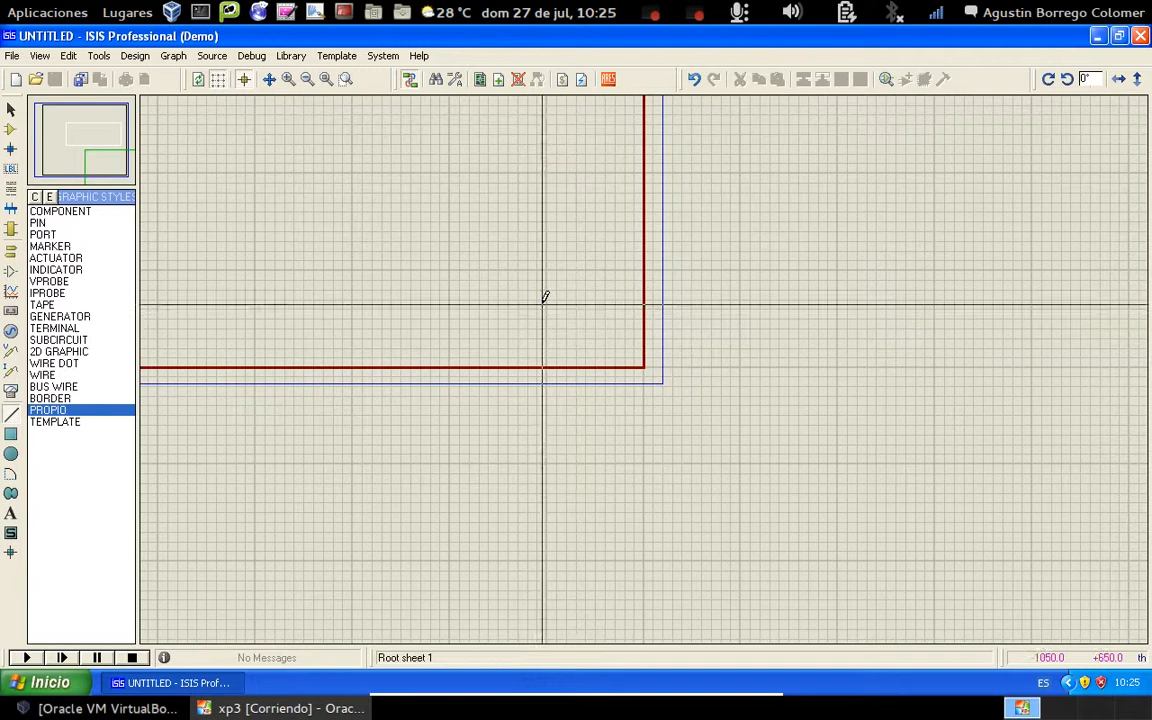 Aplicaciones Lugares 28 °C dom 27 de jul, 10:25 Agustin Borrego Colomer
UNTITLED - ISIS Professional (Demo)
File View Edit Tools Design Graph Source Debug Library Template System Help
0°
C E GRAPHIC STYLES
COMPONENT
PIN
PORT
MARKER
ACTUATOR
INDICATOR
VPROBE
IPROBE
TAPE
GENERATOR
TERMINAL
SUBCIRCUIT
2D GRAPHIC
WIRE DOT
WIRE
BUS WIRE
BORDER
PROPIO
TEMPLATE
LBL
A
S
ARES
No Messages Root sheet 1 -1050.0 +650.0 th
Inicio UNTITLED - ISIS Prof... ES 10:25
[Oracle VM VirtualBo... xp3 [Corriendo] - Orac...